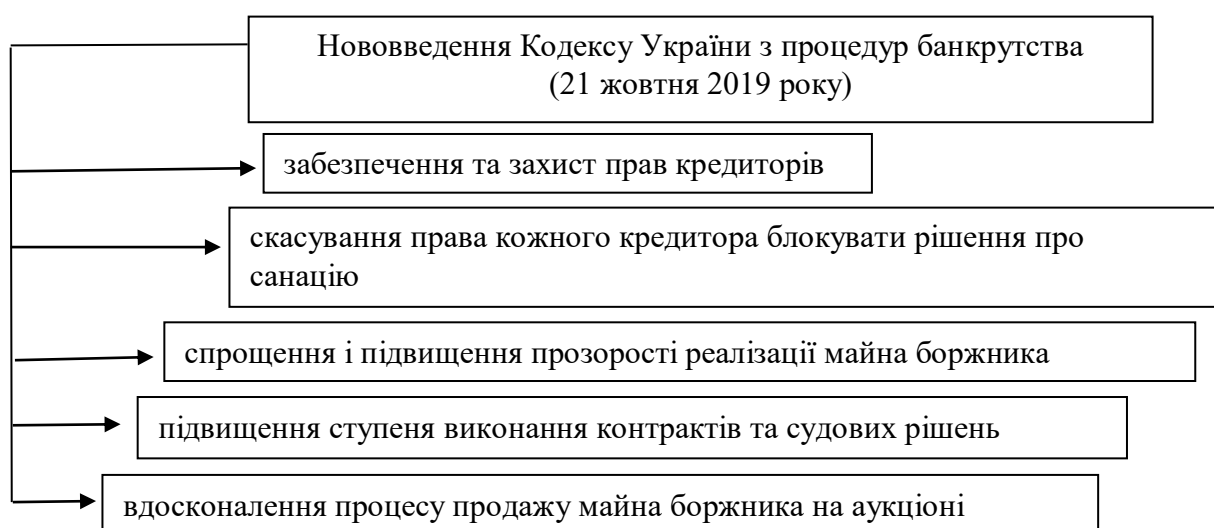 Нововведення Кодексу України з процедур банкрутства
(21 жовтня 2019 року)
забезпечення та захист прав кредиторів
скасування права кожного кредитора блокувати рішення про
санацію
спрощення і підвищення прозорості реалізації майна боржника
підвищення ступеня виконання контрактів та судових рішень
вдосконалення процесу продажу майна боржника на аукціоні